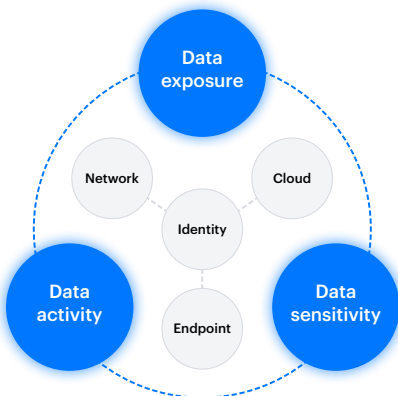 Data
exposure
Network
Cloud
Identity
Data
activity
Data
sensitivity
Endpoint